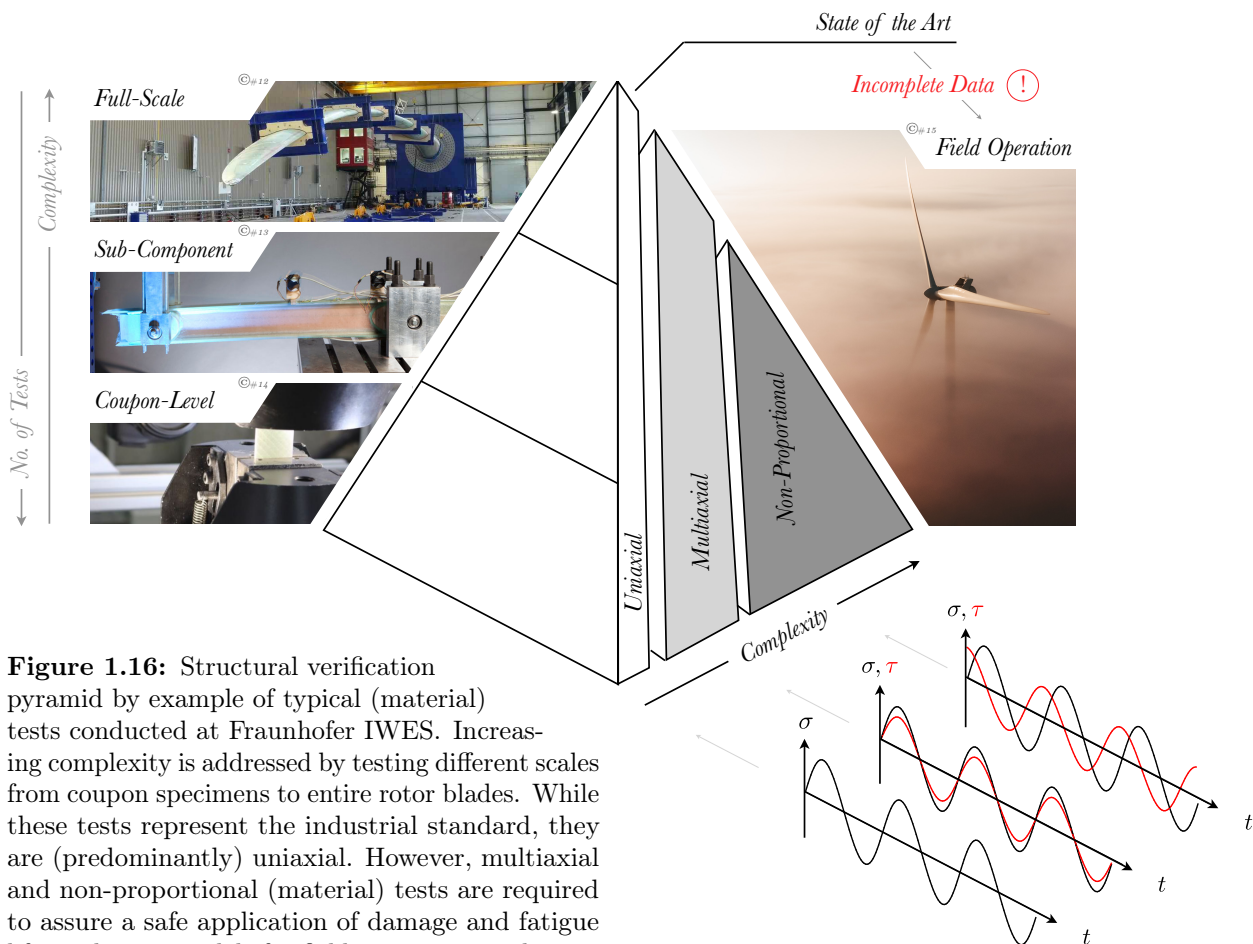 State of the Art
Incomplete Data !
©#12
Full-Scale
©#15
Field Operation
Complexity
©#13
Sub-Component
©#14
Coupon-Level
No. of Tests
Uniaxial
Multiaxial
Non-Proportional
Complexity
σ, τ
t
σ, τ
t
σ
t
Figure 1.16: Structural verification
pyramid by example of typical (material)
tests conducted at Fraunhofer IWES. Increas-
ing complexity is addressed by testing different scales
from coupon specimens to entire rotor blades. While
these tests represent the industrial standard, they
are (predominantly) uniaxial. However, multiaxial
and non-proportional (material) tests are required
to assure a safe application of damage and fatigue